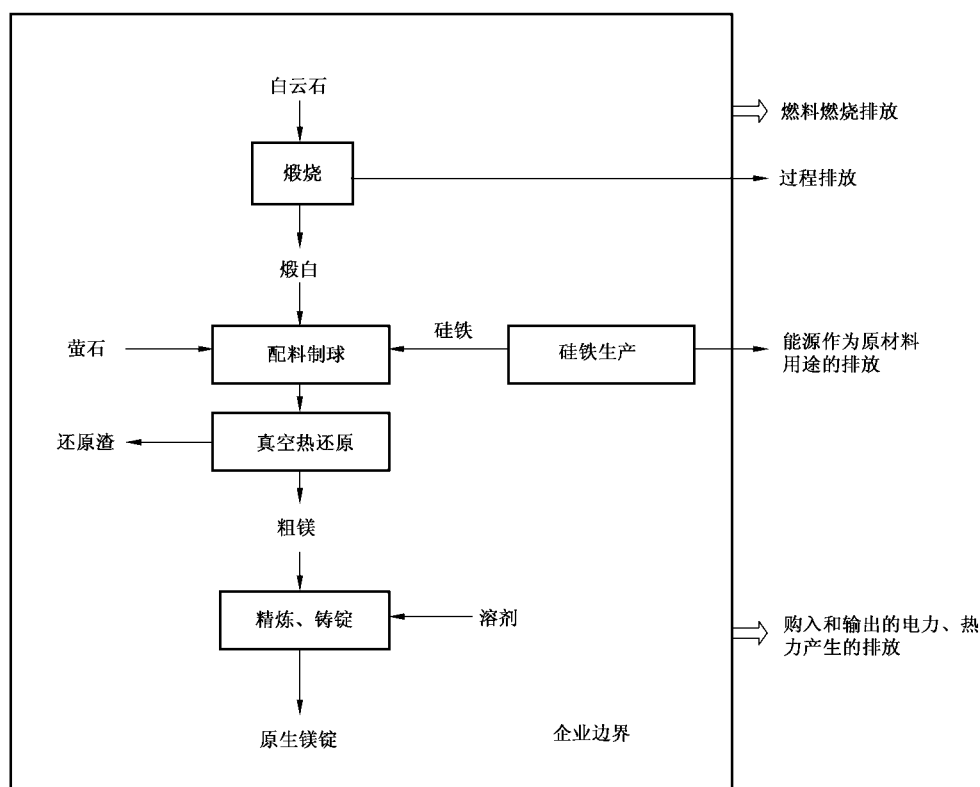 白云石
燃料燃烧排放
煅烧
过程排放
煅白
萤石
配料制球
硅铁
硅铁生产
能源作为原材料
用途的排放
还原渣
真空热还原
粗镁
精炼、铸锭
溶剂
购入和输出的电力、热
力产生的排放
原生镁锭
企业边界